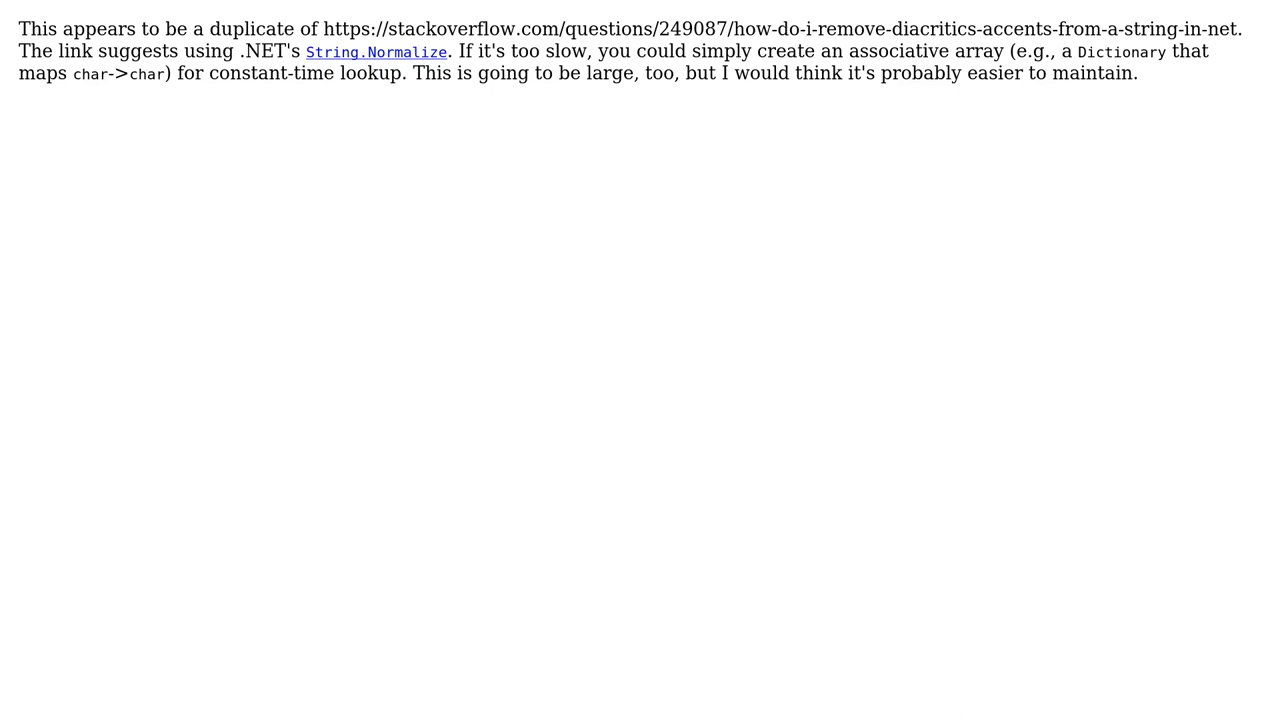 This appears to be a duplicate of https://stackoverflow.com/questions/249087/how-do-i-remove-diacritics-accents-from-a-string-in-net.
The link suggests using .NET's String.Normalize. If it's too slow, you could simply create an associative array (e.g., a Dictionary that
maps char->char) for constant-time lookup. This is going to be large, too, but I would think it's probably easier to maintain.